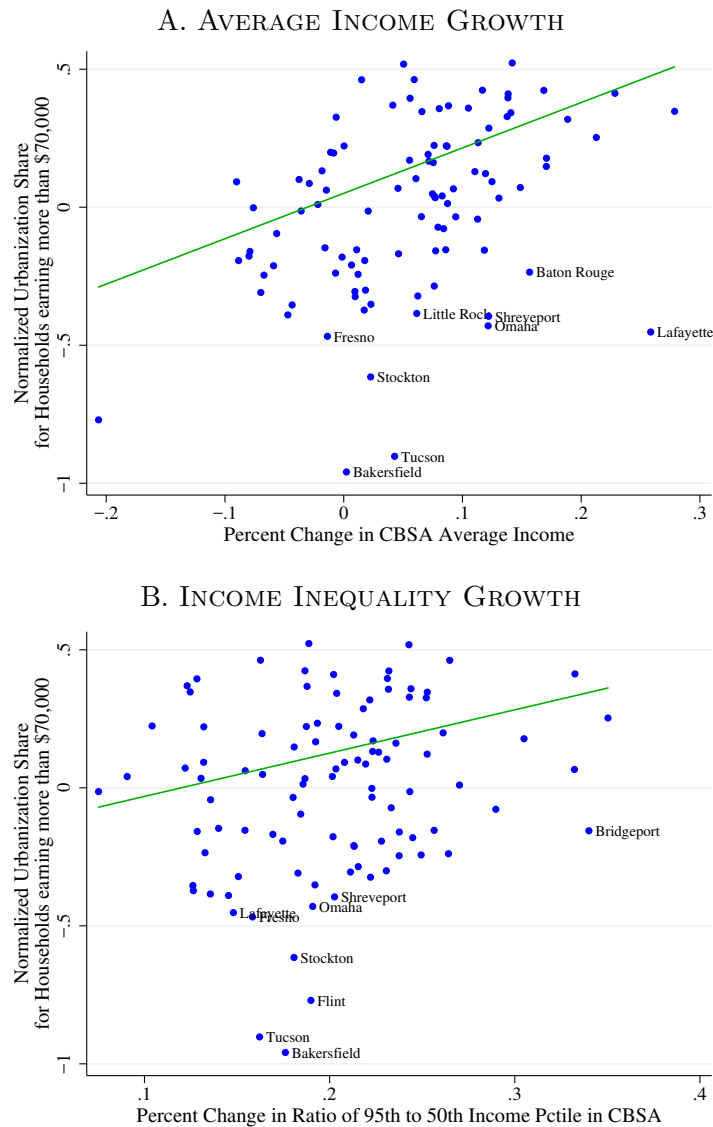 A. Average Income Growth
Normalized Urbanization Share
for Households earning more than $70,000
.5
0
−.5
−1
Baton Rouge
Little Rock
Shreveport
Omaha
Lafayette
Fresno
Stockton
Tucson
Bakersfield
−.2
−.1
0
.1
.2
.3
Percent Change in CBSA Average Income
B. Income Inequality Growth
Normalized Urbanization Share
for Households earning more than $70,000
.5
0
−.5
−1
Bridgeport
Shreveport
Omaha
Lafayette
Fresno
Stockton
Flint
Tucson
Bakersfield
.1
.2
.3
.4
Percent Change in Ratio of 95th to 50th Income Pctile in CBSA